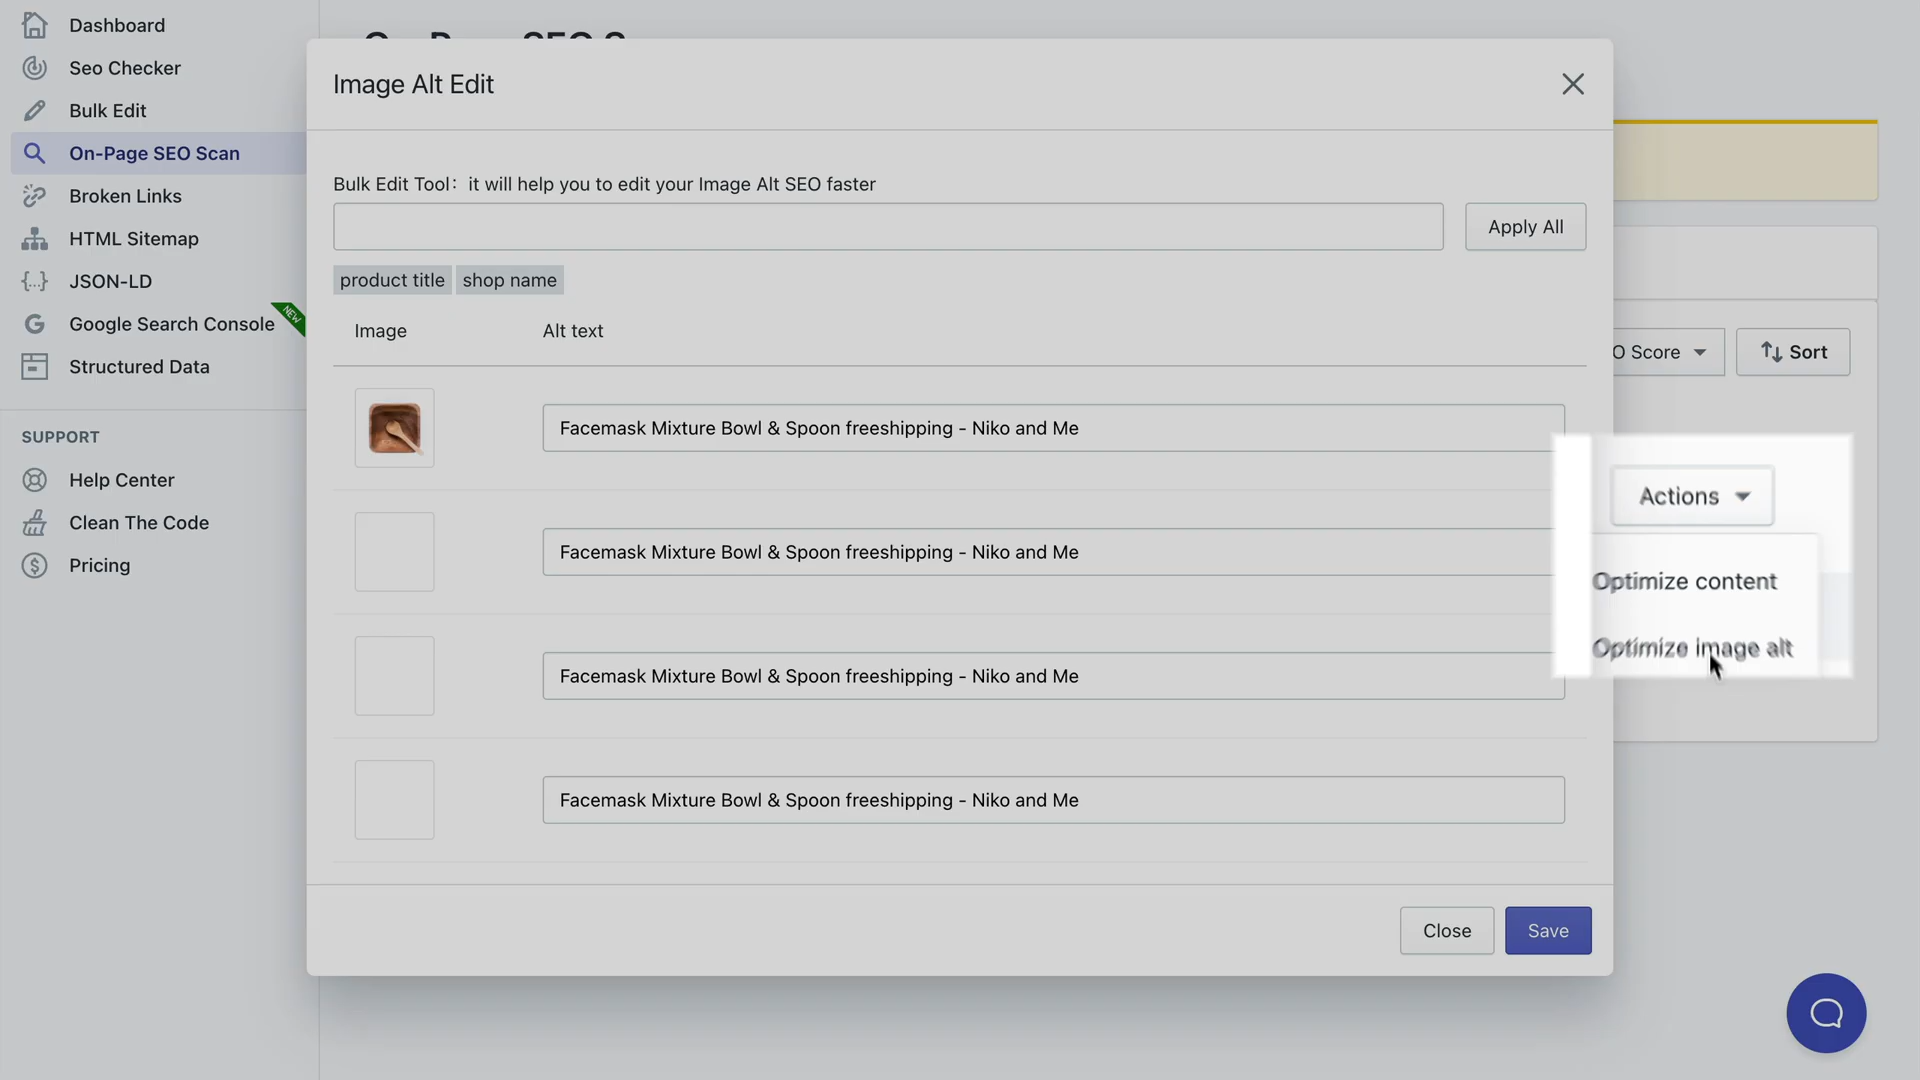 Dashboard
Seo Checker
Bulk Edit
On-Page SEO Scan
Broken Links
HTML Sitemap
JSON-LD
Google Search Console
NEW
Structured Data
SUPPORT
Help Center
Clean The Code
Pricing
Image Alt Edit
Bulk Edit Tool: it will help you to edit your Image Alt SEO faster
Apply All
product title shop name
Image Alt text
Facemask Mixture Bowl & Spoon freeshipping - Niko and Me
Facemask Mixture Bowl & Spoon freeshipping - Niko and Me
Facemask Mixture Bowl & Spoon freeshipping - Niko and Me
Facemask Mixture Bowl & Spoon freeshipping - Niko and Me
Close Save
O Score Sort
Actions
Optimize content
Optimize image alt